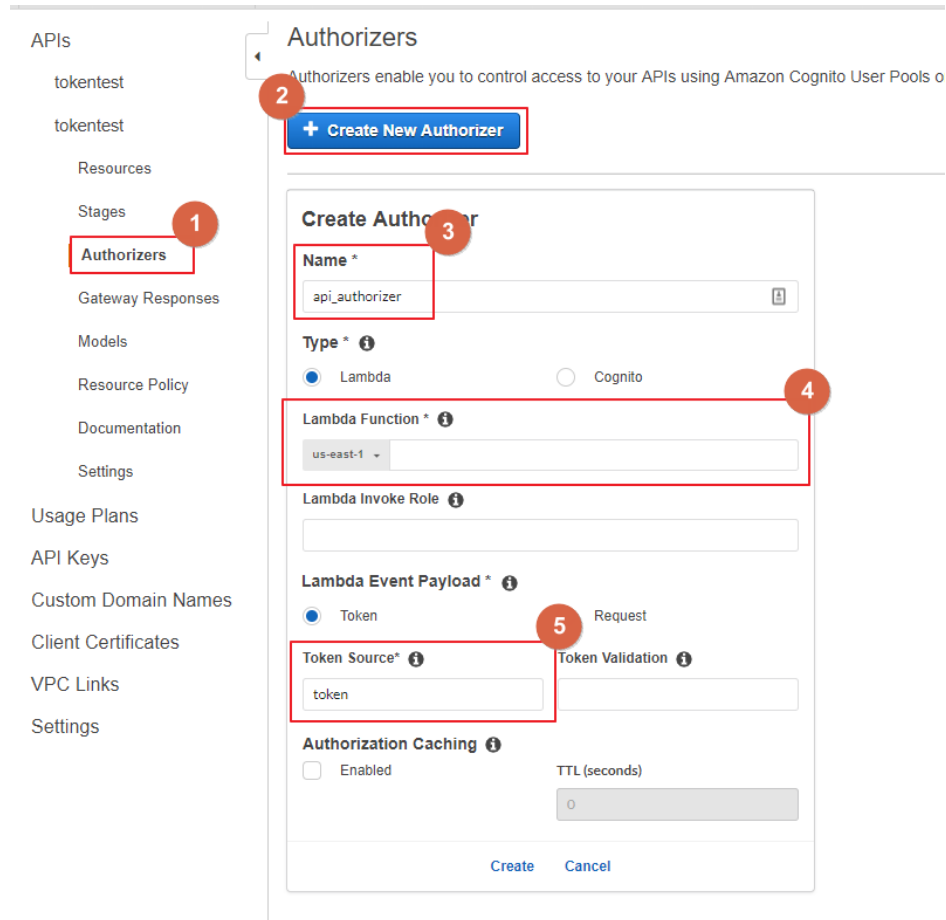 APIs
tokentest
tokentest
Resources
Stages
1
Authorizers
Gateway Responses
Models
Resource Policy
Documentation
Settings
Usage Plans
API Keys
Custom Domain Names
Client Certificates
VPC Links
Settings
Authorizers
Authorizers enable you to control access to your APIs using Amazon Cognito User Pools o
2
+ Create New Authorizer
Create Authorizer
3
Name *
api_authorizer
Type *
Lambda Cognito
4
Lambda Function *
us-east-1
Lambda Invoke Role
Lambda Event Payload *
Token Request
5
Token Source* Token Validation
token
Authorization Caching
Enabled TTL (seconds)
0
Create Cancel